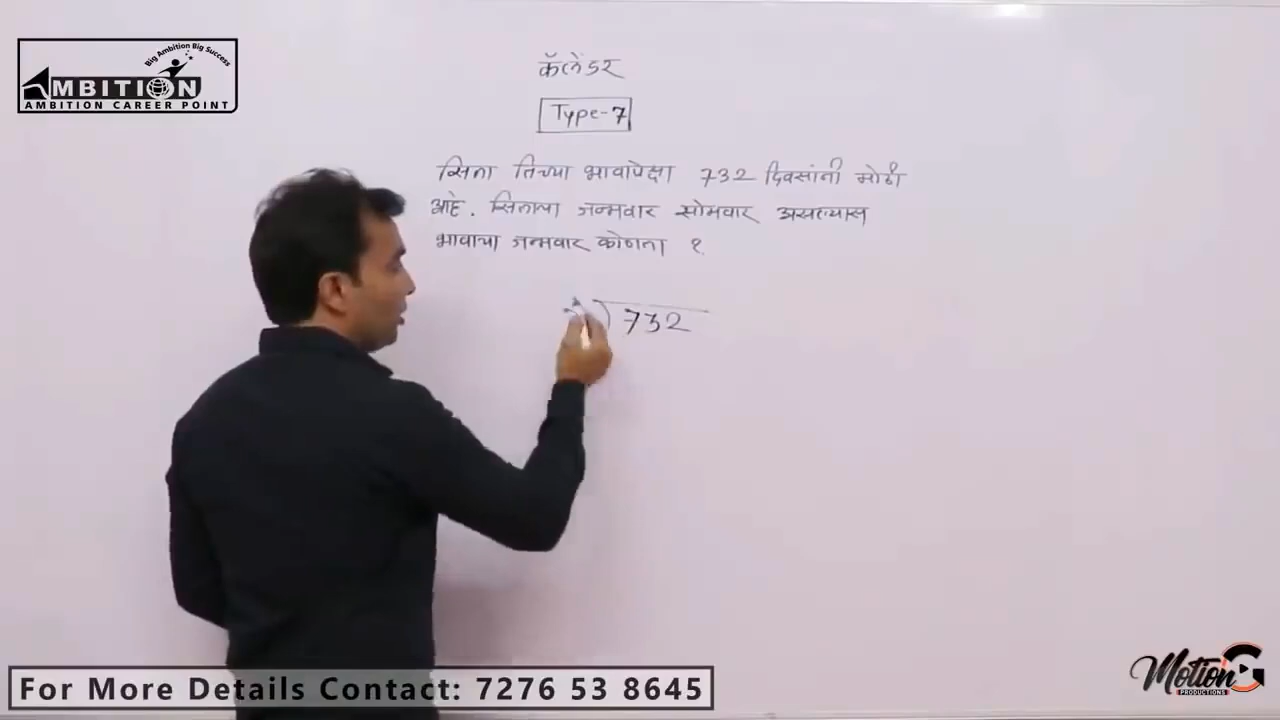 Big Ambition Big Success
AMBITION
AMBITION CAREER POINT
कॅलेंडर
Type-7
सिता तिच्या भावापेक्षा 732 दिवसांनी मोठी
आहे. सिताचा जन्मवार सोमवार असल्यास
भावाचा जन्मवार कोणता ?
732
For More Details Contact: 7276 53 8645
Motion G
PRODUCTIONS